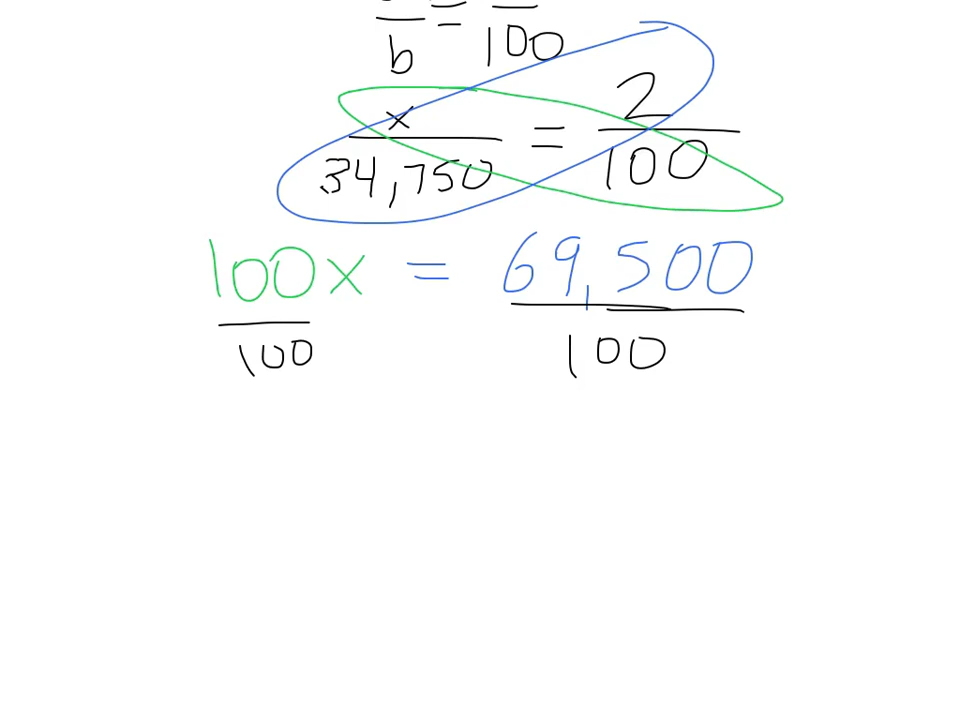 b = 100
x/34,750 = 2/100
100x = 69,500
100 100